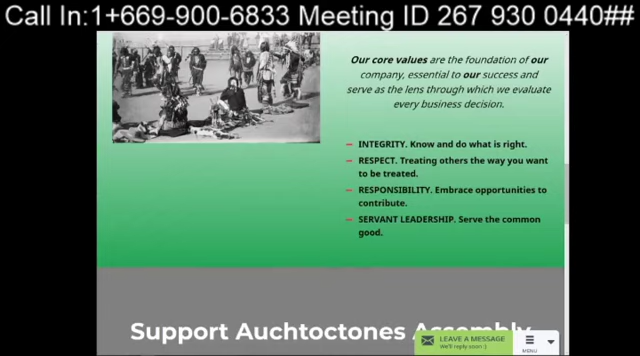 Call In:1+669-900-6833 Meeting ID 267 930 0440##
Our core values are the foundation of our
company, essential to our success and
serve as the lens through which we evaluate
every business decision.
– INTEGRITY. Know and do what is right.
– RESPECT. Treating others the way you want
to be treated.
– RESPONSIBILITY. Embrace opportunities to
contribute.
– SERVANT LEADERSHIP. Serve the common
good.
Support Auchtoctones Assembly
LEAVE A MESSAGE
We'll reply soon :)
MENU